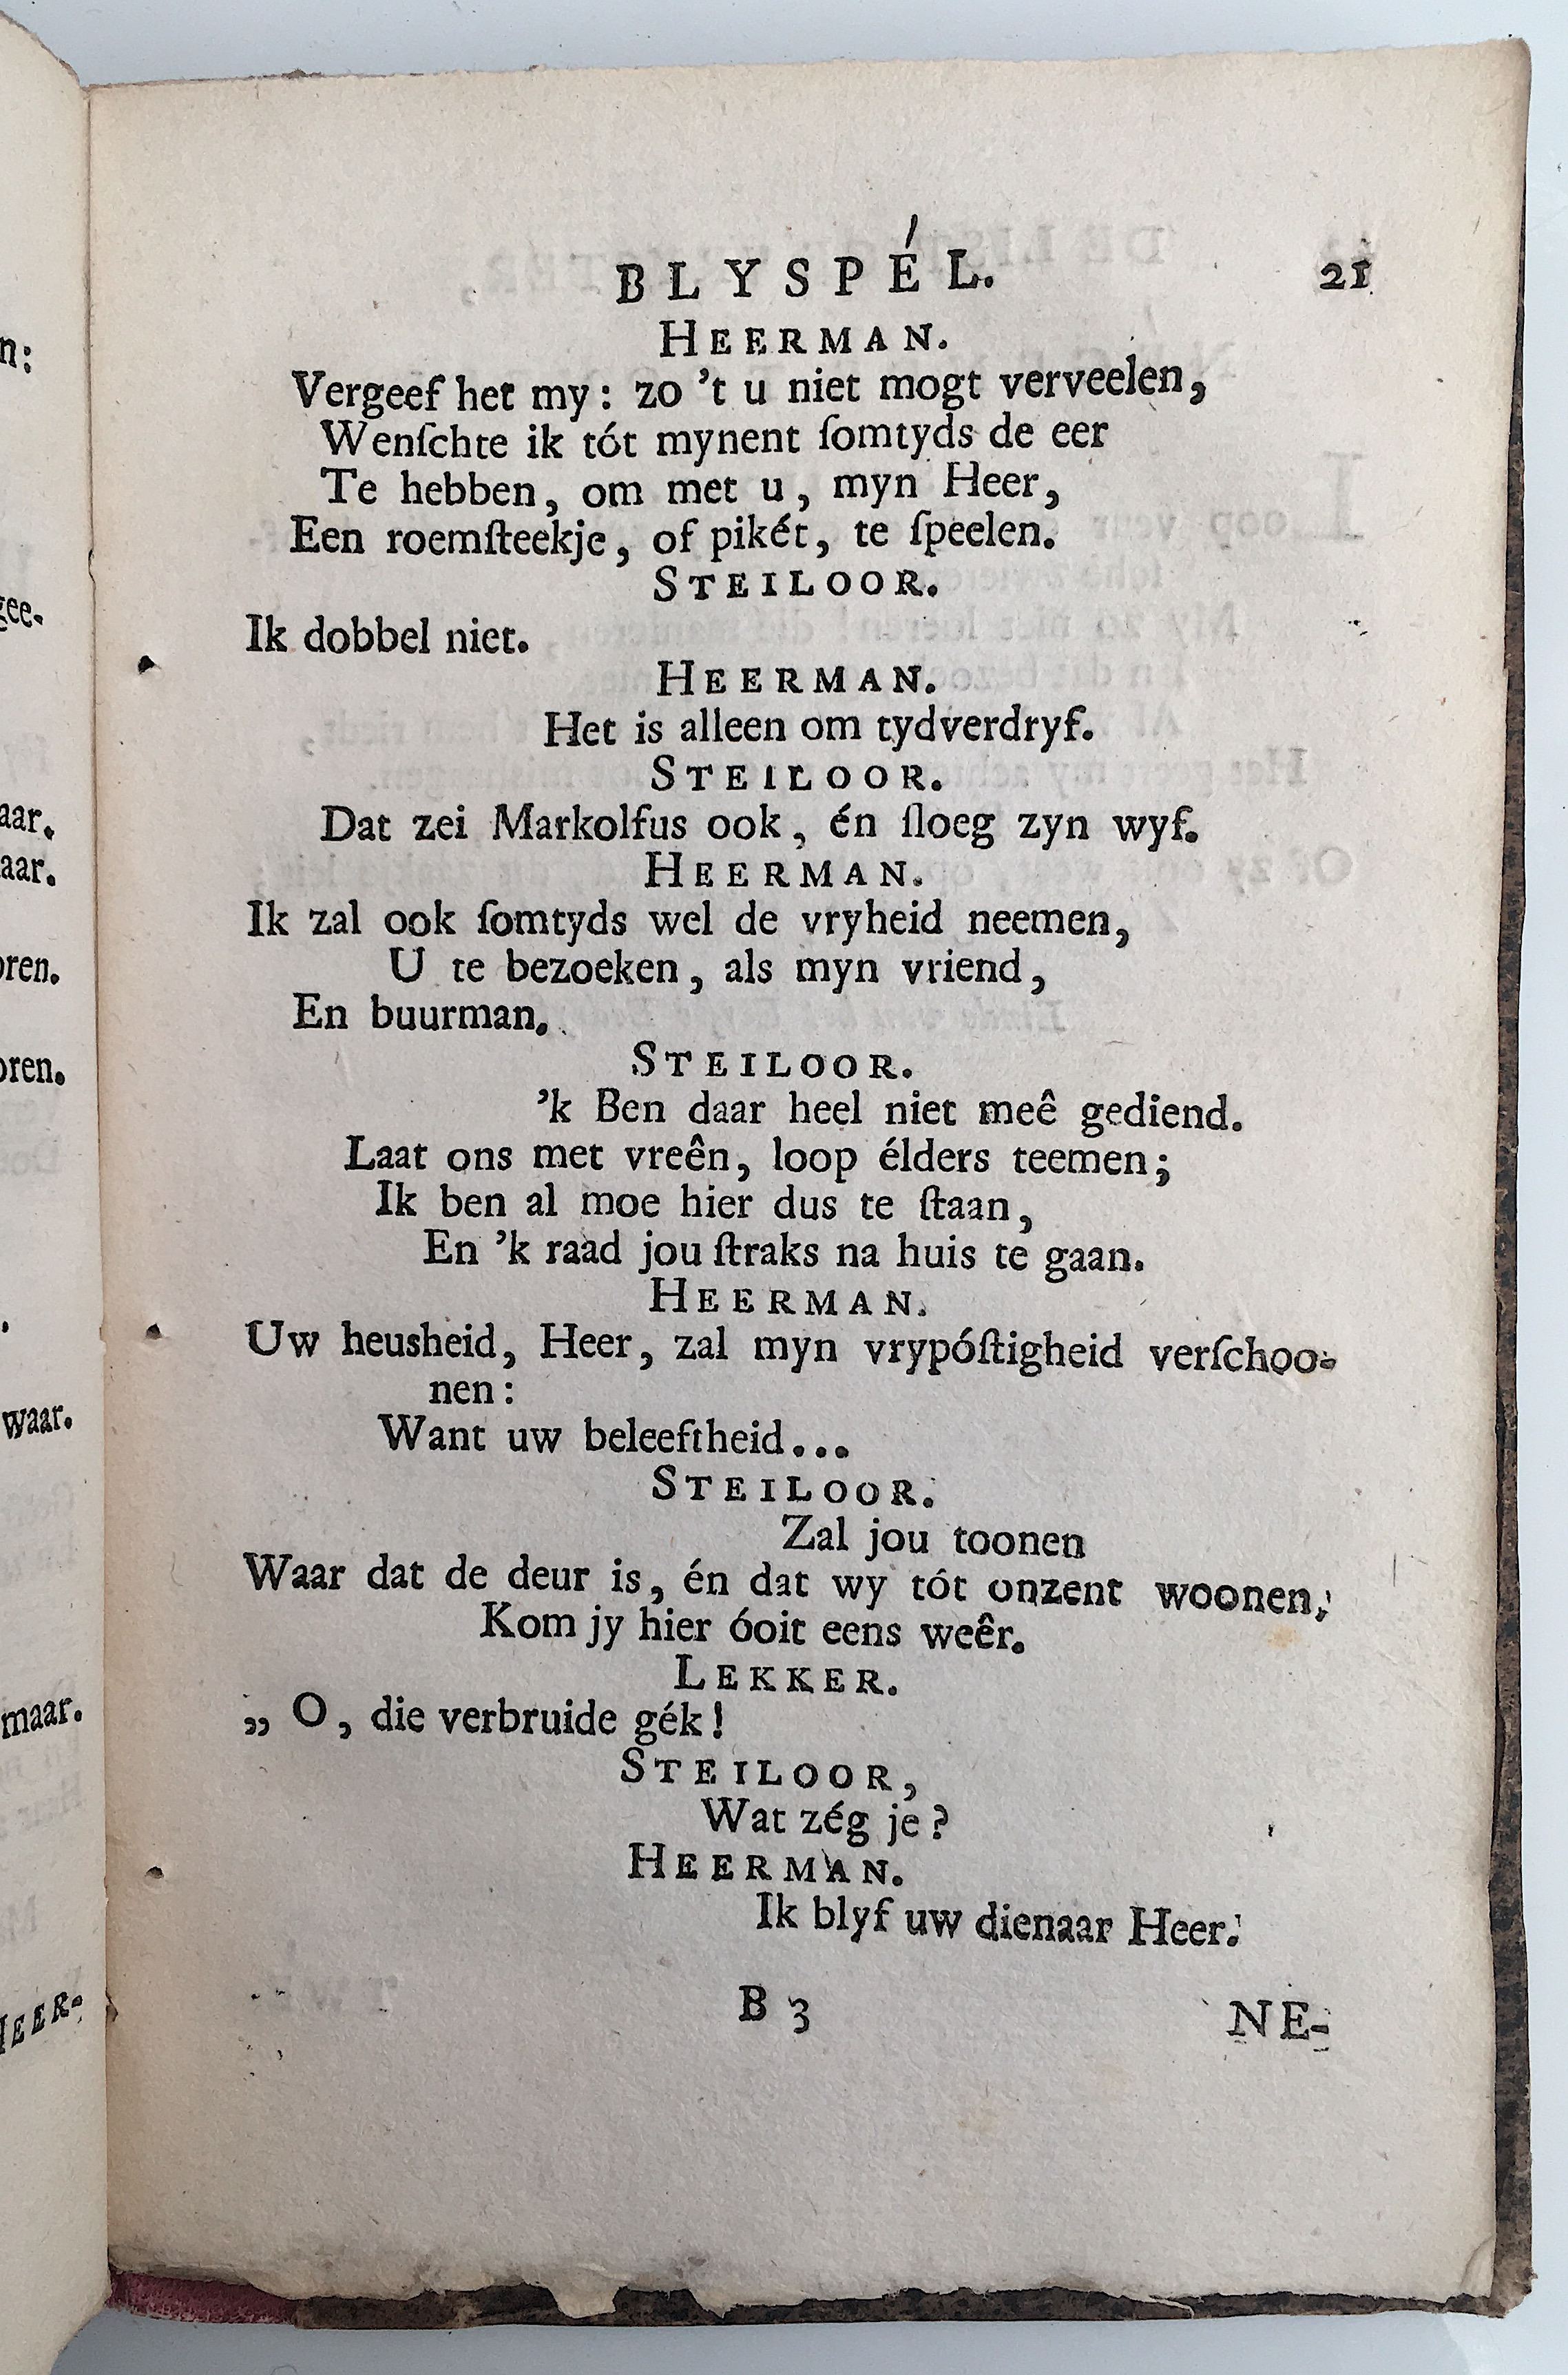 BLYSPÉL. 21
HEERMAN.
Vergeef het my: zo 't u niet mogt verveelen,
Wenſchte ik tót mynent ſomtyds de eer
Te hebben, om met u, myn Heer,
Een roemſteekje, of pikét, te ſpeelen.
STEILOOR.
Ik dobbel niet.
HEERMAN.
Het is alleen om tydverdryf.
STEILOOR.
Dat zei Markolfus ook, én ſloeg zyn wyf.
HEERMAN.
Ik zal ook ſomtyds wel de vryheid neemen,
U te bezoeken, als myn vriend,
En buurman.
STEILOOR.
'k Ben daar heel niet meê gediend.
Laat ons met vreên, loop élders teemen;
Ik ben al moe hier dus te ſtaan,
En 'k raad jou ſtraks na huis te gaan.
HEERMAN.
Uw heusheid, Heer, zal myn vrypóſtigheid verſchoo-
nen:
Want uw beleeftheid...
STEILOOR.
Zal jou toonen
Waar dat de deur is, én dat wy tót onzent woonen,
Kom jy hier óoit eens weêr.
LEKKER.
„ O, die verbruide gék!
STEILOOR,
Wat zég je?
HEERMAN.
Ik blyf uw dienaar Heer.
B 3 NE-